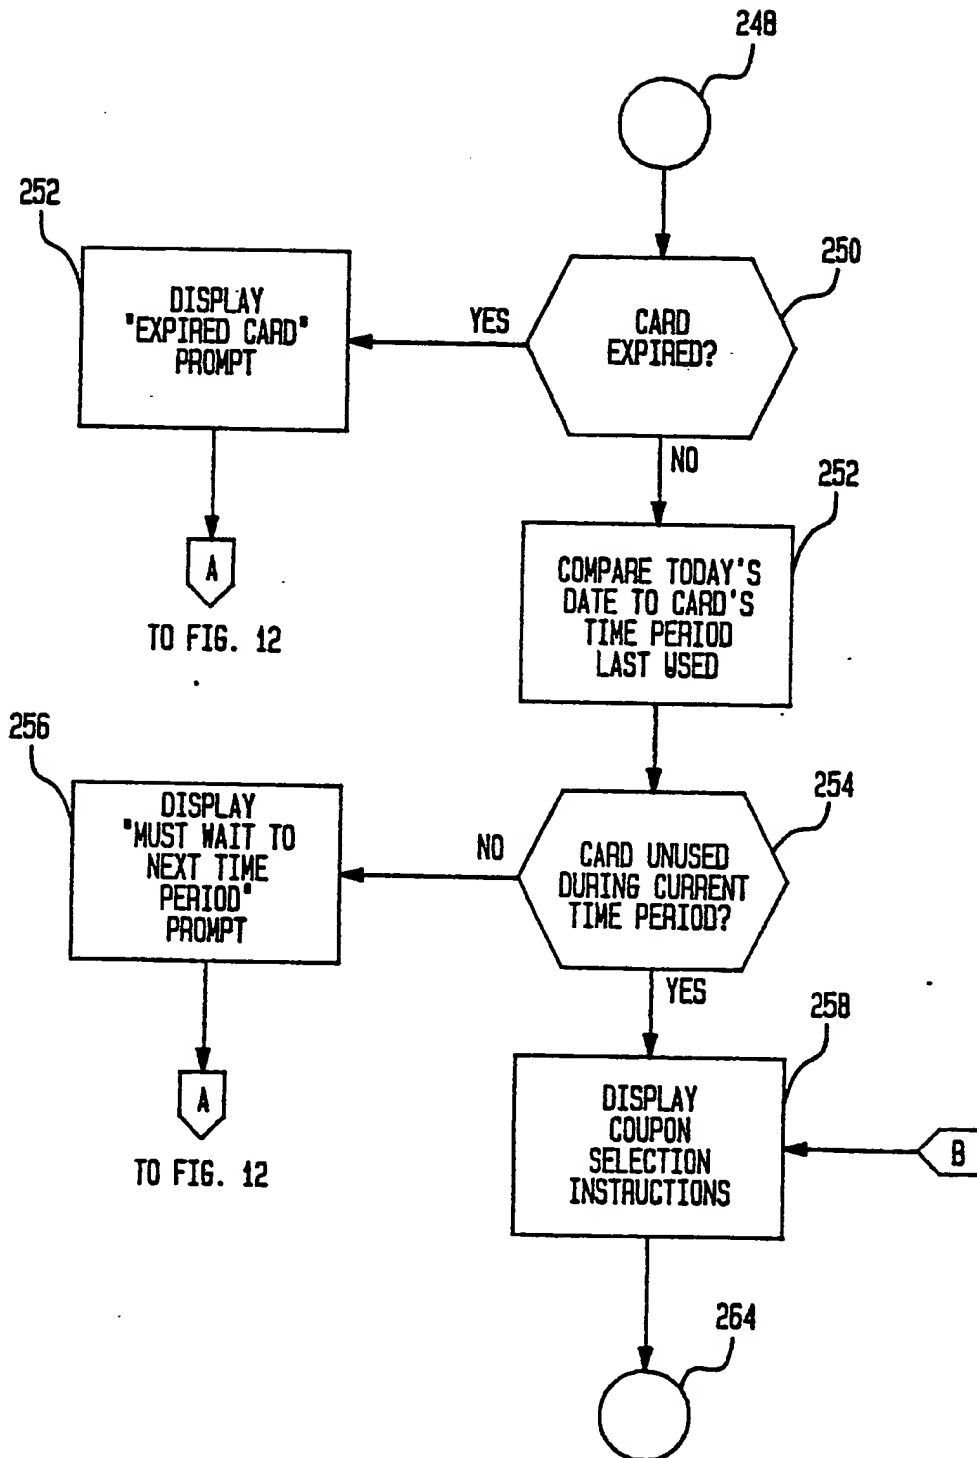 248
252
250
DISPLAY
"EXPIRED CARD"
PROMPT
YES
CARD
EXPIRED?
NO
252
A
TO FIG. 12
COMPARE TODAY'S
DATE TO CARD'S
TIME PERIOD
LAST USED
256
254
DISPLAY
"MUST WAIT TO
NEXT TIME
PERIOD"
PROMPT
NO
CARD UNUSED
DURING CURRENT
TIME PERIOD?
YES
258
A
TO FIG. 12
DISPLAY
COUPON
SELECTION
INSTRUCTIONS
B
264